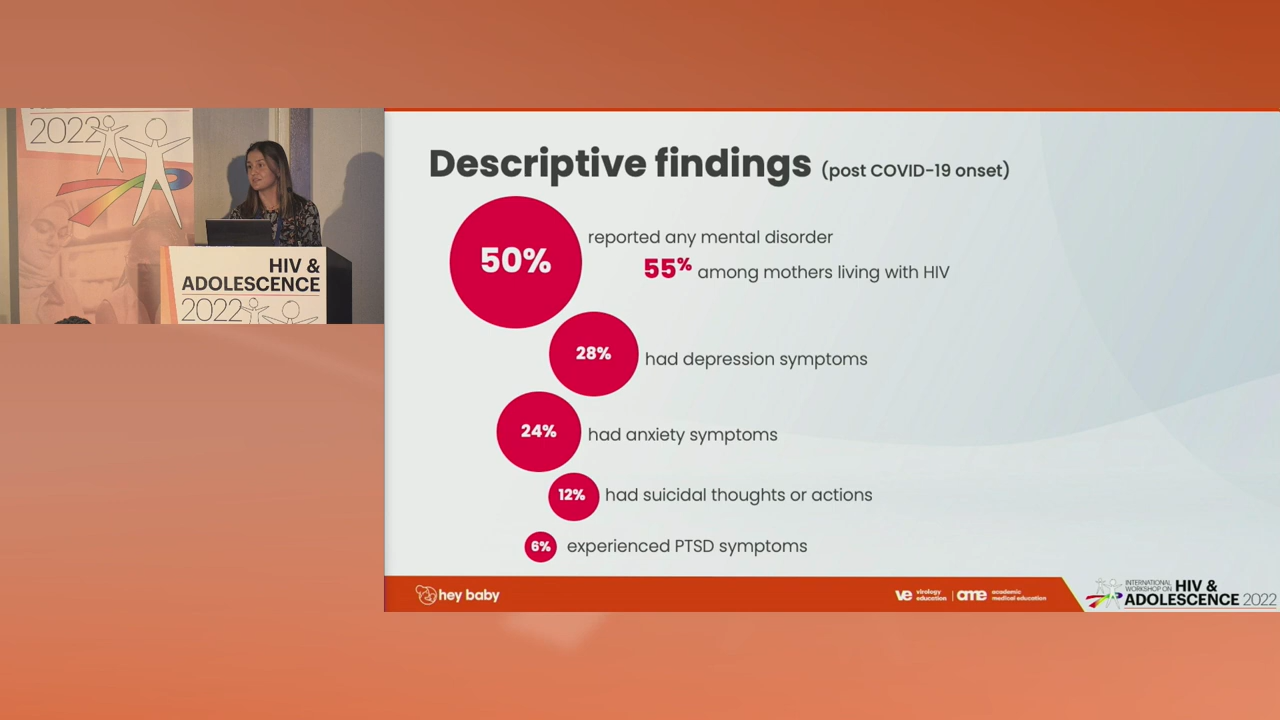 2022
HIV &
ADOLESCENCE
2022
Descriptive findings (post COVID-19 onset)
50%
reported any mental disorder
55% among mothers living with HIV
28%
had depression symptoms
24%
had anxiety symptoms
12%
had suicidal thoughts or actions
6%
experienced PTSD symptoms
hey baby
ve virology education | ame academic medical education
INTERNATIONAL WORKSHOP ON HIV &
ADOLESCENCE 2022